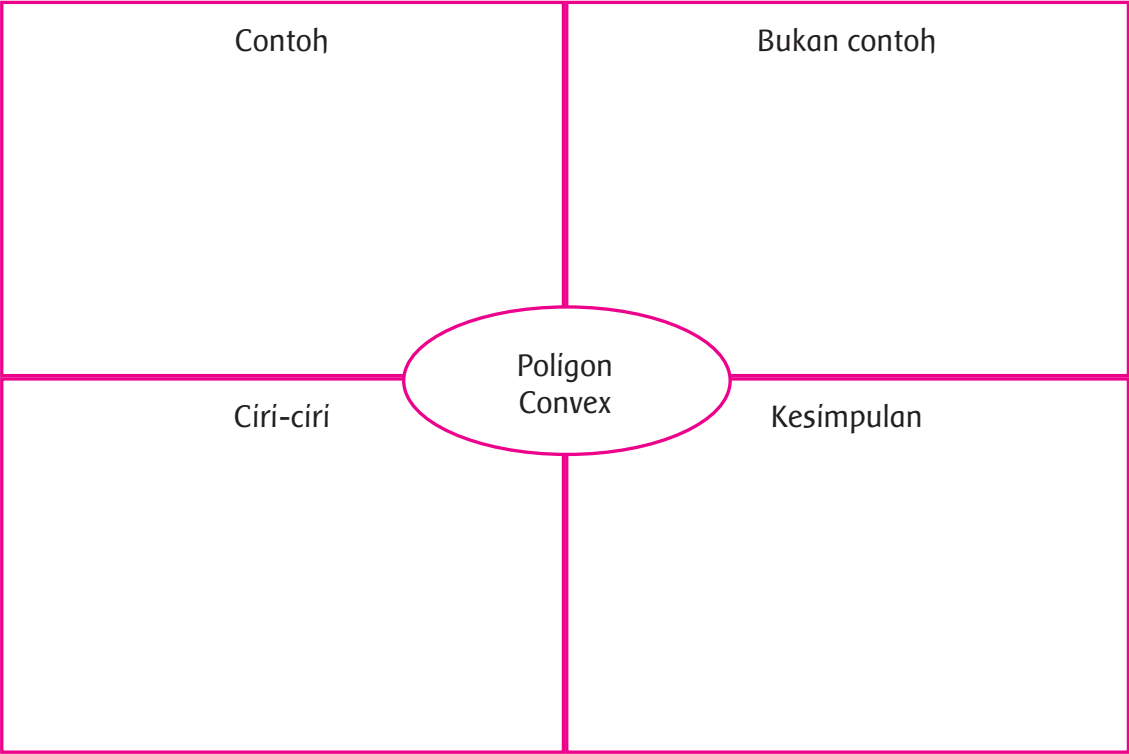 Contoh
Bukan contoh
Poligon
Convex
Ciri-ciri
Kesimpulan